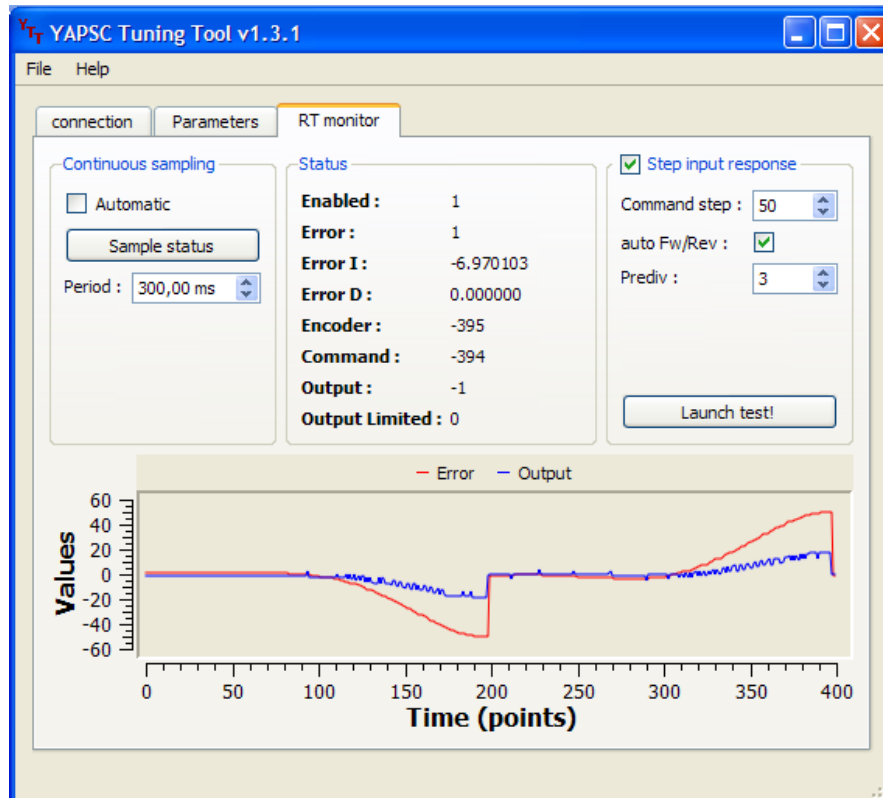 YTT YAPSC Tuning Tool v1.3.1
File Help
connection Parameters RT monitor
Continuous sampling
Automatic
Sample status
Period : 300,00 ms
Status
Enabled : 1
Error : 1
Error I : -6.970103
Error D : 0.000000
Encoder : -395
Command : -394
Output : -1
Output Limited : 0
Step input response
Command step : 50
auto Fw/Rev :
Prediv : 3
Launch test!
Error Output
Values
60
40
20
0
-20
-40
-60
0 50 100 150 200 250 300 350 400
Time (points)